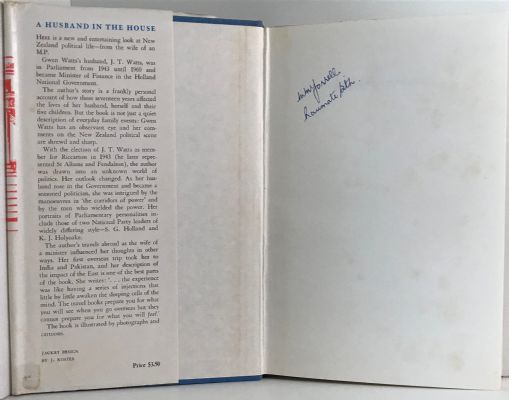 A HUSBAND IN THE HOUSE
HERE is a new and entertaining look at New
Zealand political life—from the wife of an
M.P.
Gwen Watts's husband, J. T. Watts, was
in Parliament from 1943 until 1960 and
became Minister of Finance in the Holland
National Government.
The author's story is a frankly personal
account of how those seventeen years affected
the lives of her husband, herself and their
five children. But the book is not just a quiet
description of everyday family events: Gwen
Watts has an observant eye and her com-
ments on the New Zealand political scene
are shrewd and sharp.
With the election of J. T. Watts as mem-
ber for Riccarton in 1943 (he later repre-
sented St Albans and Fendalton), the author
was drawn into an unknown world of
politics. Her outlook changed. As her hus-
band rose in the Government and became a
seasoned politician, she was intrigued by the
manoeuvres in 'the corridors of power' and
by the men who wielded the power. Her
portraits of Parliamentary personalities in-
clude those of two National Party leaders of
widely differing style—S. G. Holland and
K. J. Holyoake.
The author's travels abroad as the wife of
a minister influenced her thoughts in other
ways. Her first overseas trip took her to
India and Pakistan, and her description of
the impact of the East is one of the best parts
of the book. She writes: '. . . the experience
was like having a series of injections that
little by little awaken the sleeping-cells of the
mind. The travel books prepare you for what
you will see when you go overseas but they
cannot prepare you for what you will feel.'
The book is illustrated by photographs and
cartoons.
JACKET DESIGN
BY J.
Price $3.50